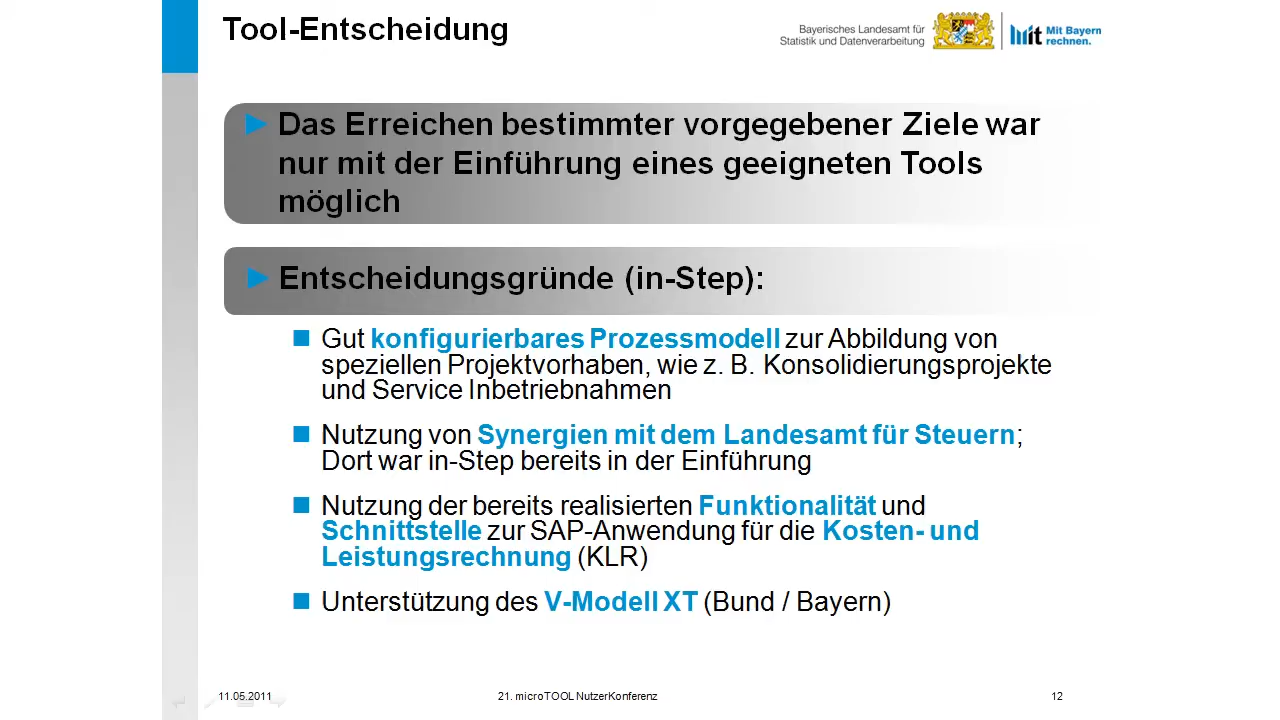 Tool-Entscheidung
Bayerisches Landesamt für
Statistik und Datenverarbeitung
Mit Bayern
rechnen.
Das Erreichen bestimmter vorgegebener Ziele war
nur mit der Einführung eines geeigneten Tools
möglich
Entscheidungsgründe (in-Step):
Gut konfigurierbares Prozessmodell zur Abbildung von
speziellen Projektvorhaben, wie z. B. Konsolidierungsprojekte
und Service Inbetriebnahmen
Nutzung von Synergien mit dem Landesamt für Steuern;
Dort war in-Step bereits in der Einführung
Nutzung der bereits realisierten Funktionalität und
Schnittstelle zur SAP-Anwendung für die Kosten- und
Leistungsrechnung (KLR)
Unterstützung des V-Modell XT (Bund / Bayern)
11.05.2011
21. microTOOL NutzerKonferenz
12